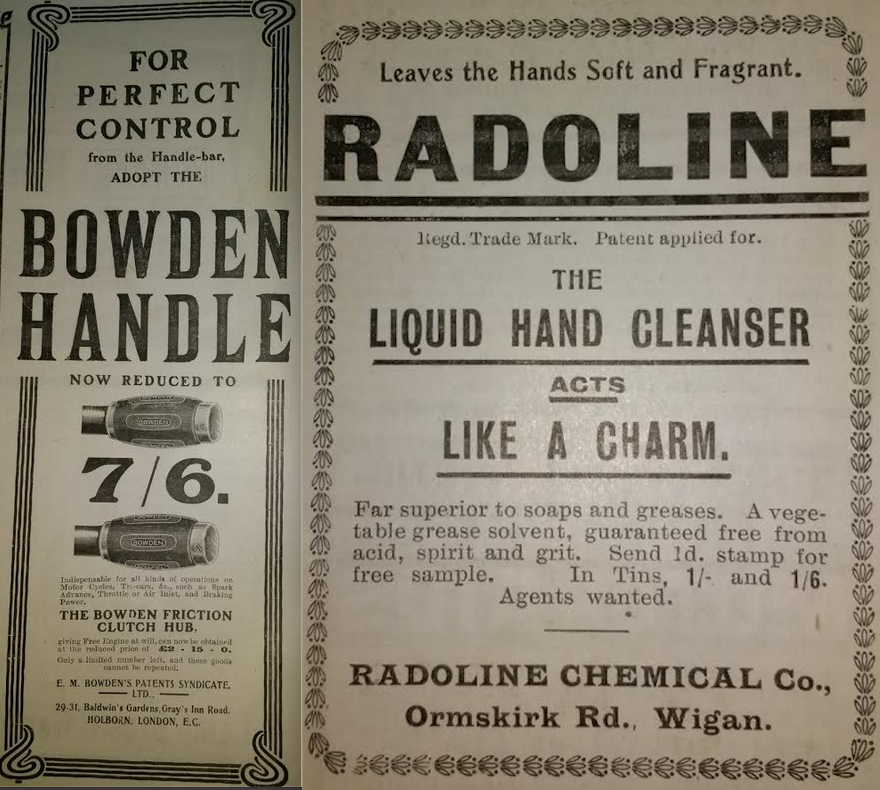 FOR
PERFECT
CONTROL
from the Handle-bar,
ADOPT THE
BOWDEN
HANDLE
NOW REDUCED TO
BOWDEN
7/6.
BOWDEN
BOWDEN
Indispensable for all kinds of operations on
Motor Cycles, Tri-cars, &c., such as Spark
Advance, Throttle or Air Inlet, and Braking
Power.
THE BOWDEN FRICTION
CLUTCH HUB,
giving Free Engine at will, can now be obtained
at the reduced price of £2 - 15 - 0.
Only a limited number left, and these goods
cannot be repeated.
E. M. BOWDEN'S PATENTS SYNDICATE,
LTD.,
29-31, Baldwin's Gardens, Gray's Inn Road,
HOLBORN, LONDON, E.C.
Leaves the Hands Soft and Fragrant.
RADOLINE
Regd. Trade Mark. Patent applied for.
THE
LIQUID HAND CLEANSER
ACTS
LIKE A CHARM.
Far superior to soaps and greases. A vege-
table grease solvent, guaranteed free from
acid, spirit and grit. Send 1d. stamp for
free sample. In Tins, 1/- and 1/6.
Agents wanted.
RADOLINE CHEMICAL Co.,
Ormskirk Rd., Wigan.